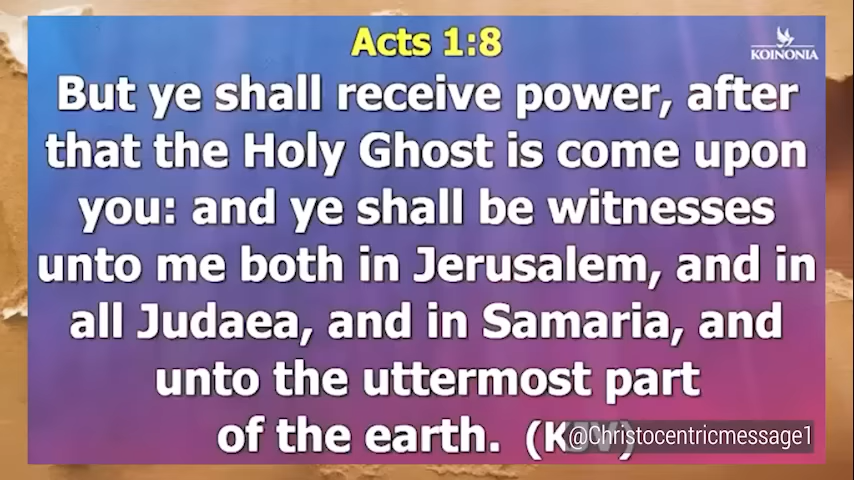 Acts 1:8
KOINONIA
But ye shall receive power, after
that the Holy Ghost is come upon
you: and ye shall be witnesses
unto me both in Jerusalem, and in
all Judaea, and in Samaria, and
unto the uttermost part
of the earth. (KJV)
@Christocentricmessage1